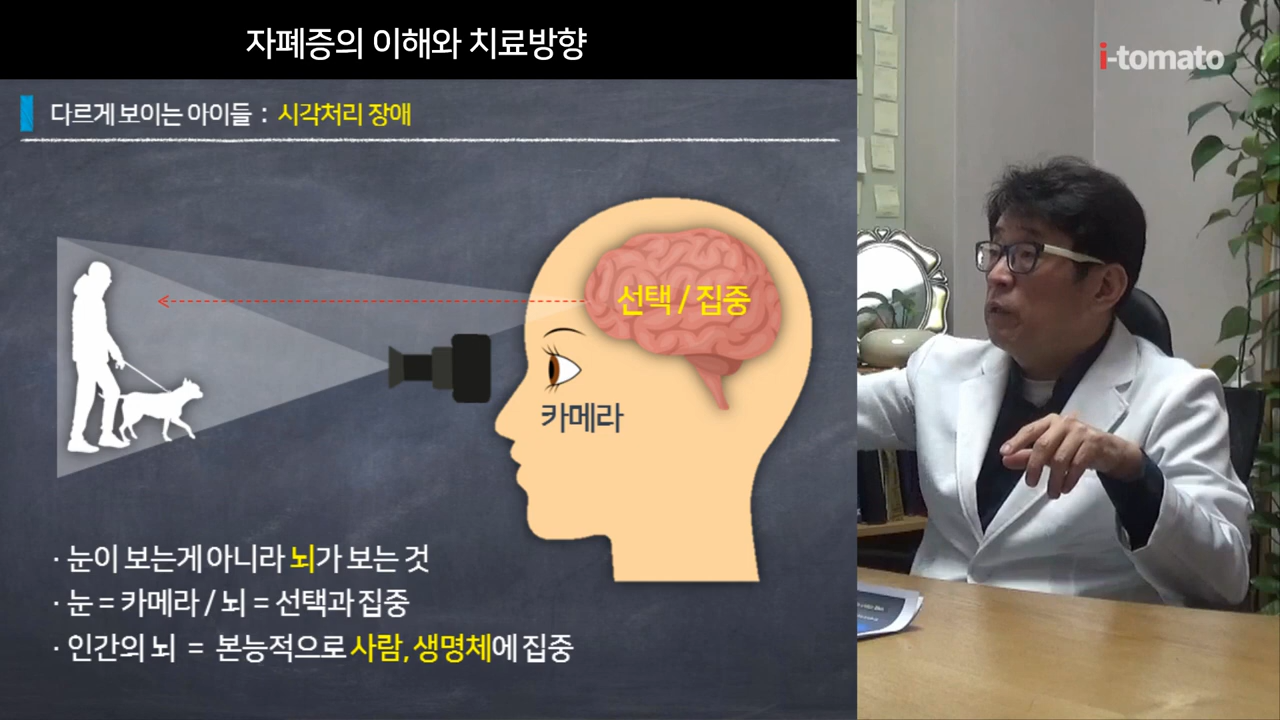 자폐증의 이해와 치료방향
i-tomato
다르게 보이는 아이들 : 시각처리 장애
선택 / 집중
카메라
· 눈이 보는게 아니라 뇌가 보는 것
· 눈 = 카메라 / 뇌 = 선택과 집중
· 인간의 뇌 = 본능적으로 사람, 생명체에 집중